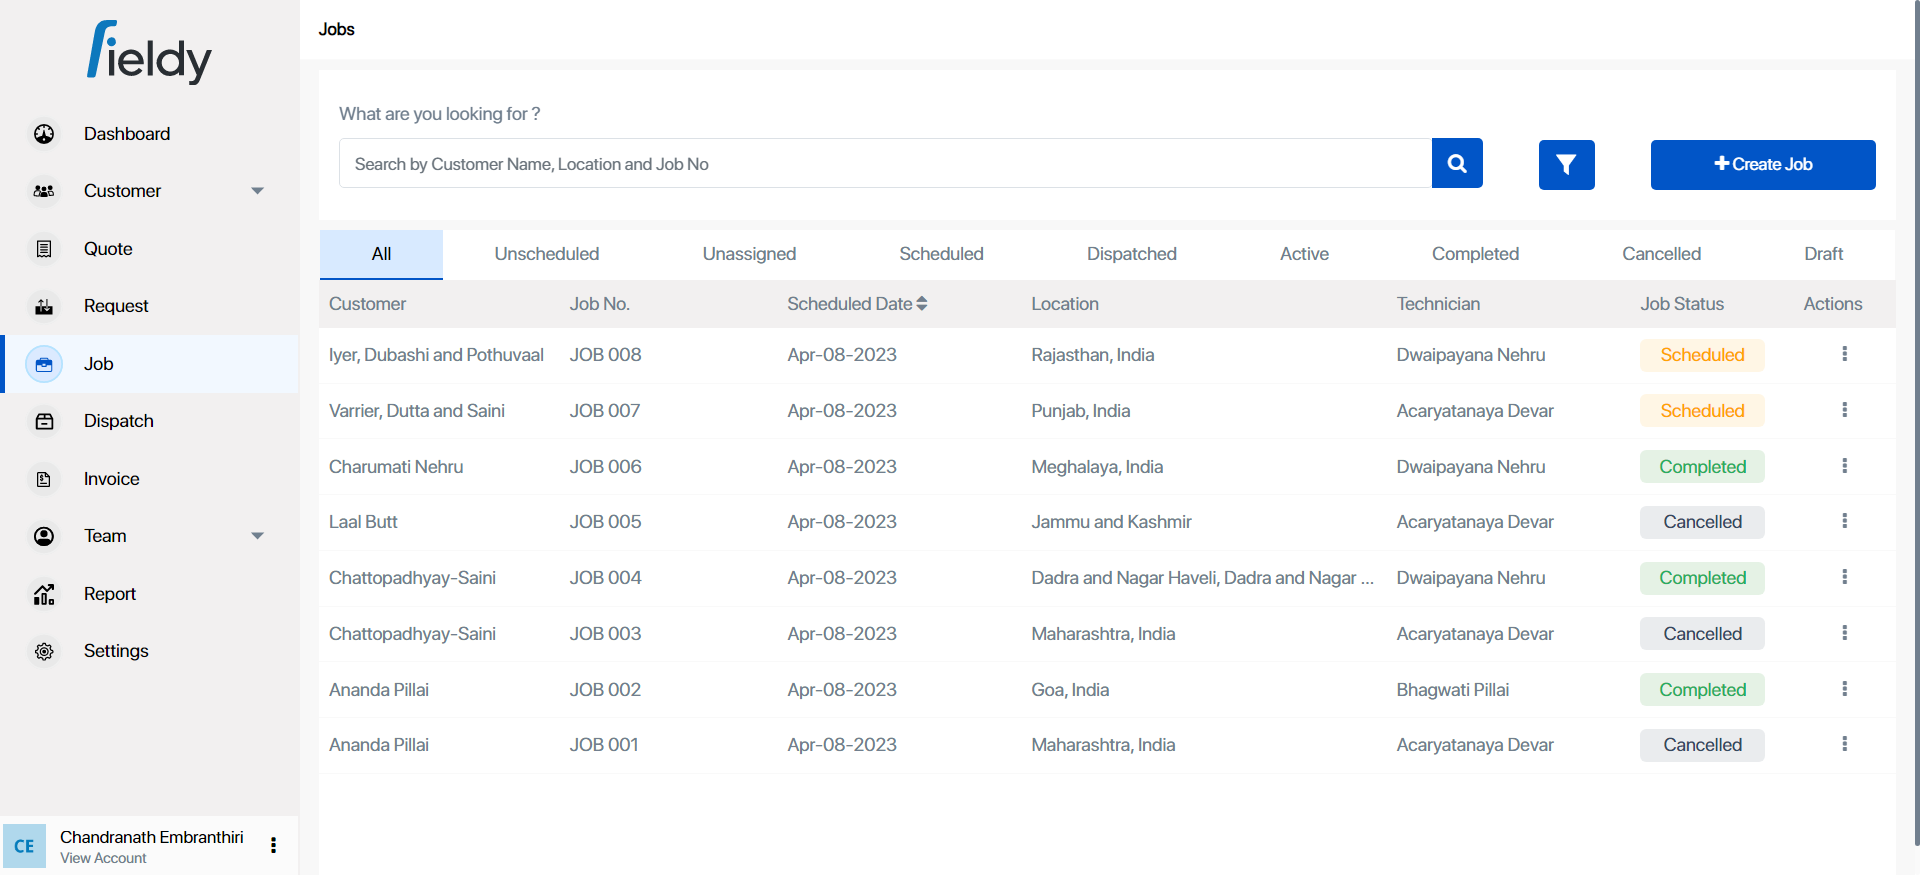 fieldy
Dashboard
Customer
Quote
Request
Job
Dispatch
Invoice
Team
Report
Settings
CE
Chandranath Embranthiri
View Account
Jobs
What are you looking for ?
Search by Customer Name, Location and Job No
Create Job
All Unscheduled Unassigned Scheduled Dispatched Active Completed Cancelled Draft
Customer Job No. Scheduled Date Location Technician Job Status Actions
Iyer, Dubashi and Pothuvaal JOB 008 Apr-08-2023 Rajasthan, India Dwaipayana Nehru Scheduled
Varrier, Dutta and Saini JOB 007 Apr-08-2023 Punjab, India Acaryatanaya Devar Scheduled
Charumati Nehru JOB 006 Apr-08-2023 Meghalaya, India Dwaipayana Nehru Completed
Laal Butt JOB 005 Apr-08-2023 Jammu and Kashmir Acaryatanaya Devar Cancelled
Chattopadhyay-Saini JOB 004 Apr-08-2023 Dadra and Nagar Haveli, Dadra and Nagar ... Dwaipayana Nehru Completed
Chattopadhyay-Saini JOB 003 Apr-08-2023 Maharashtra, India Acaryatanaya Devar Cancelled
Ananda Pillai JOB 002 Apr-08-2023 Goa, India Bhagwati Pillai Completed
Ananda Pillai JOB 001 Apr-08-2023 Maharashtra, India Acaryatanaya Devar Cancelled